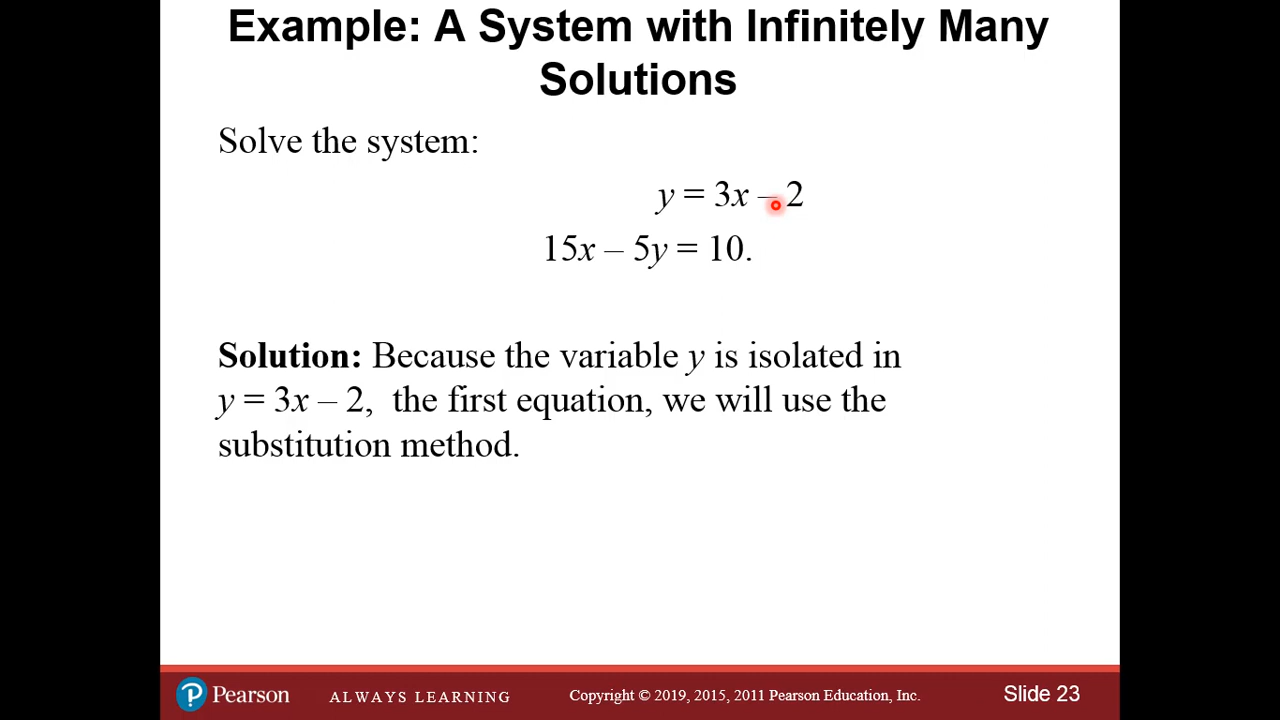 Example: A System with Infinitely Many
Solutions
Solve the system:
y = 3x – 2
15x – 5y = 10.
Solution: Because the variable y is isolated in
y = 3x – 2, the first equation, we will use the
substitution method.
P Pearson ALWAYS LEARNING Copyright © 2019, 2015, 2011 Pearson Education, Inc. Slide 23